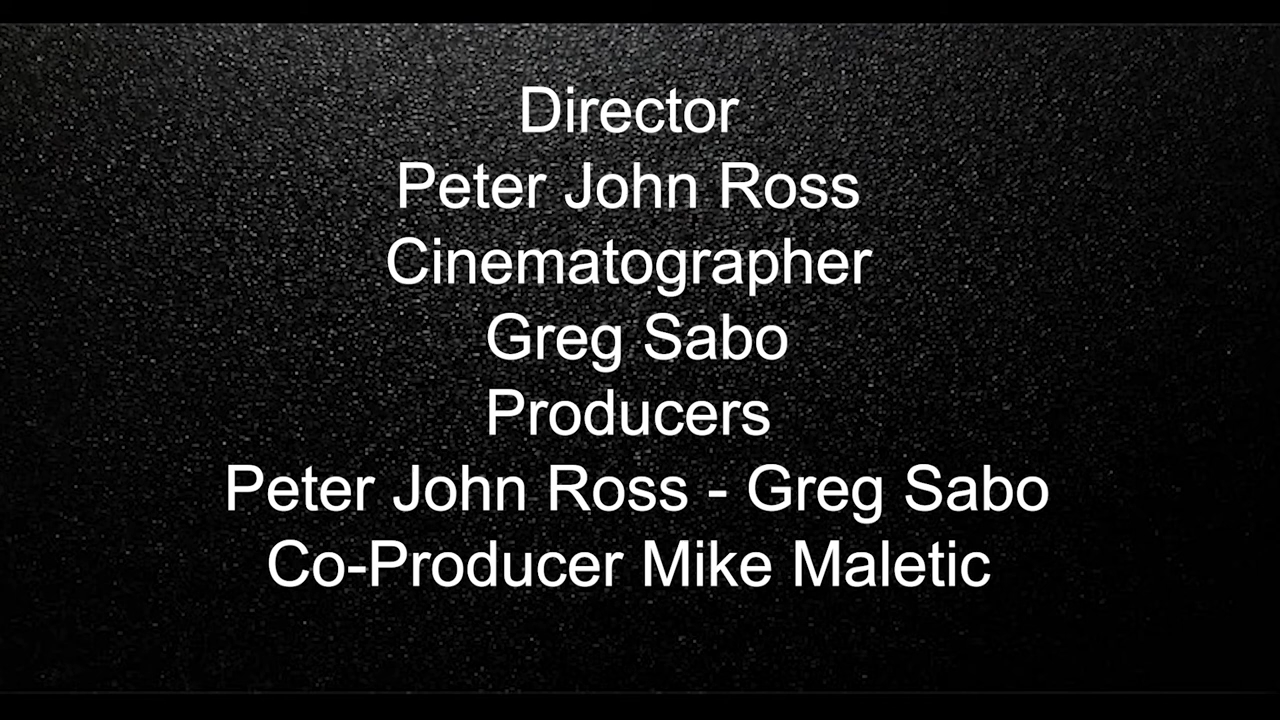 Director
Peter John Ross
Cinematographer
Greg Sabo
Producers
Peter John Ross - Greg Sabo
Co-Producer Mike Maletic